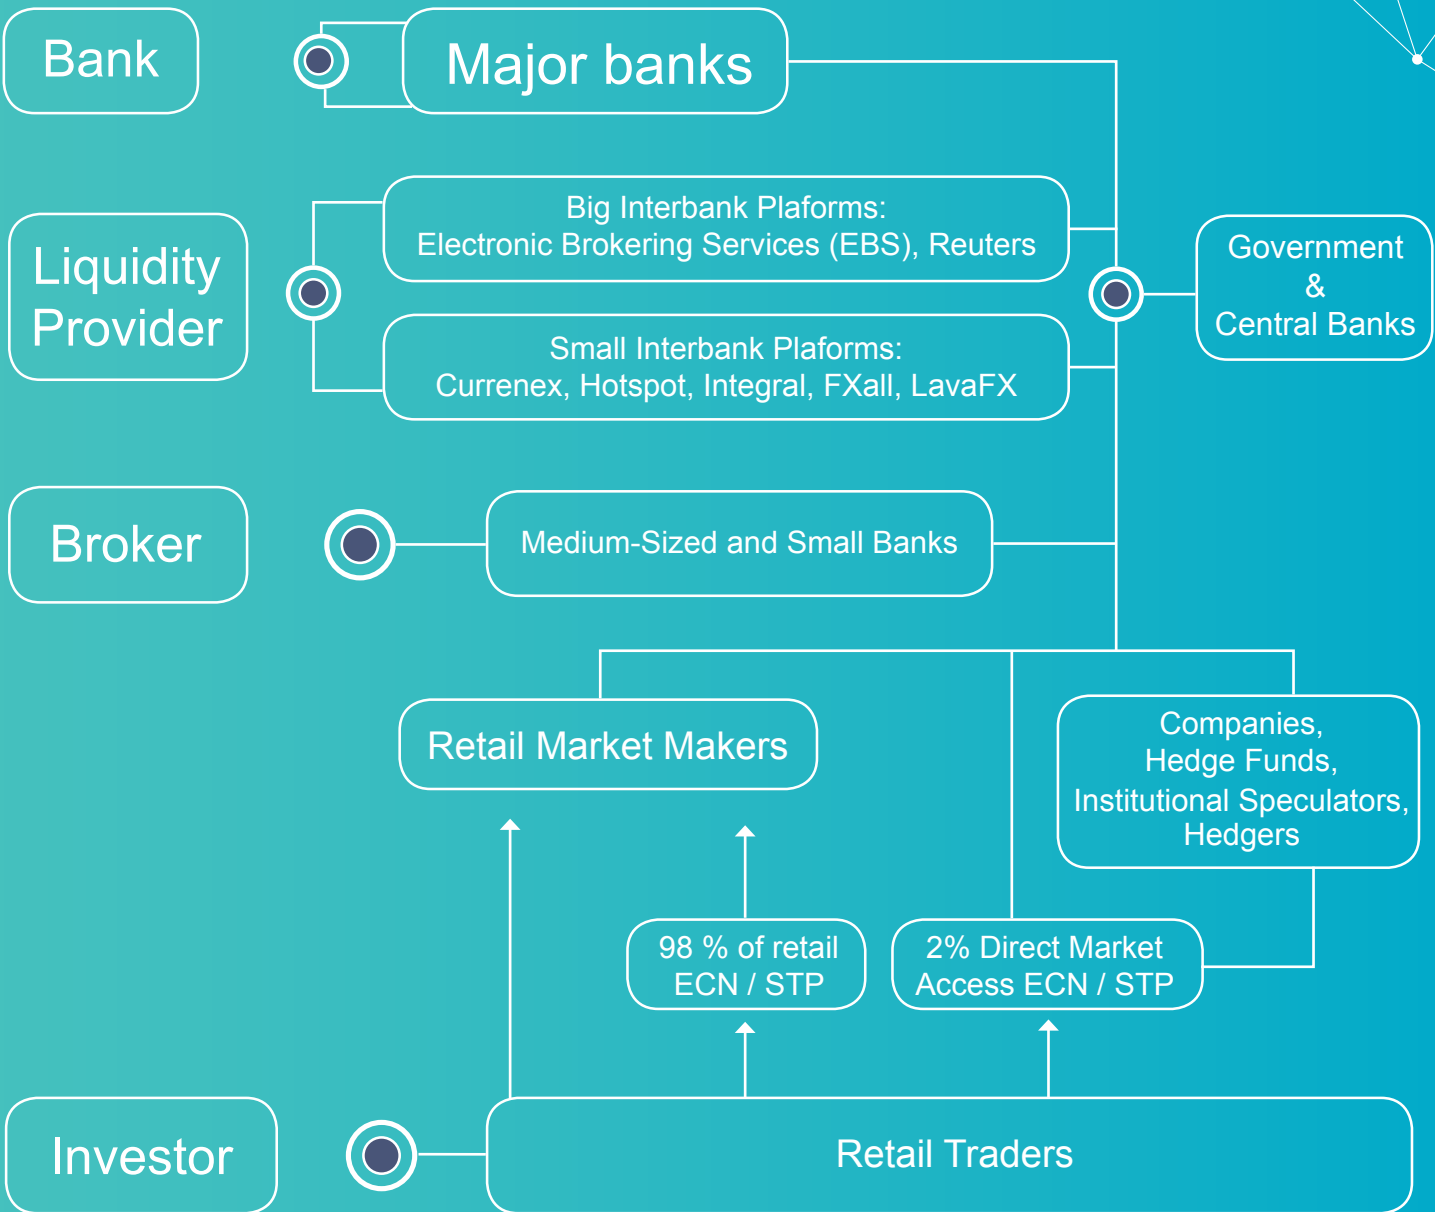 Bank
Major banks
Big Interbank Plaforms:
Electronic Brokering Services (EBS), Reuters
Liquidity
Provider
Government
&
Central Banks
Small Interbank Plaforms:
Currenex, Hotspot, Integral, FXall, LavaFX
Broker
Medium-Sized and Small Banks
Retail Market Makers
Companies,
Hedge Funds,
Institutional Speculators,
Hedgers
98 % of retail
ECN / STP
2% Direct Market
Access ECN / STP
Investor
Retail Traders